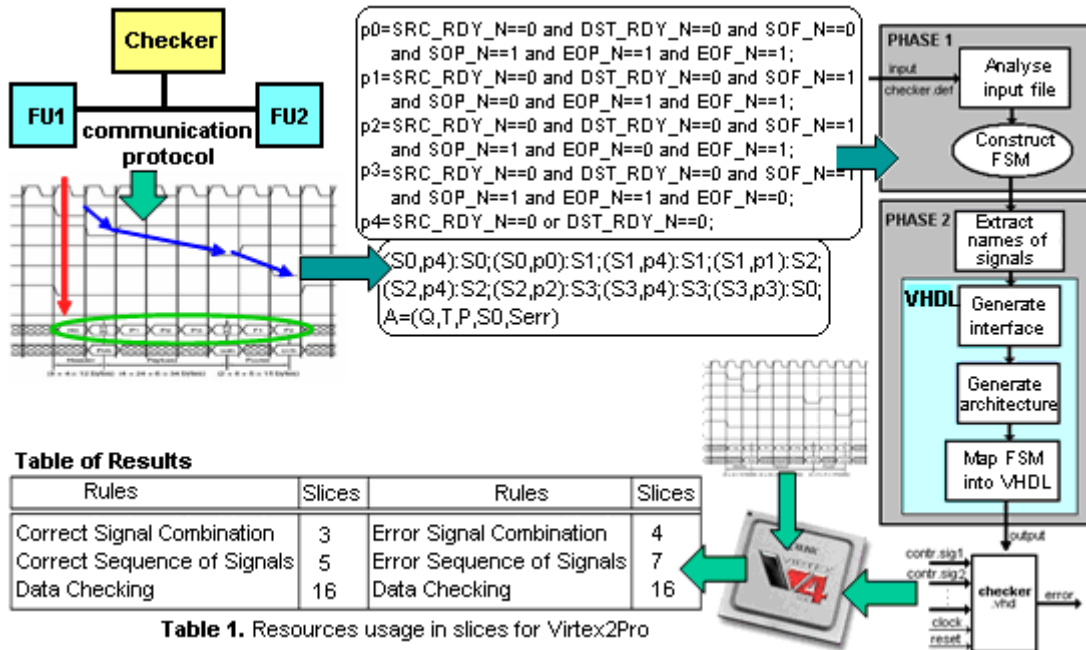 Checker
FU1
FU2
communication
protocol
p0=SRC_RDY_N==0 and DST_RDY_N==0 and SOF_N==0
and SOP_N==1 and EOP_N==1 and EOF_N==1;
p1=SRC_RDY_N==0 and DST_RDY_N==0 and SOF_N==1
and SOP_N==0 and EOP_N==1 and EOF_N==1;
p2=SRC_RDY_N==0 and DST_RDY_N==0 and SOF_N==1
and SOP_N==1 and EOP_N==0 and EOF_N==1;
p3=SRC_RDY_N==0 and DST_RDY_N==0 and SOF_N==1
and SOP_N==1 and EOP_N==1 and EOF_N==0;
p4=SRC_RDY_N==0 or DST_RDY_N==0;
(S0,p4):S0;(S0,p0):S1;(S1,p4):S1;(S1,p1):S2;
(S2,p4):S2;(S2,p2):S3;(S3,p4):S3;(S3,p3):S0;
A=(Q,T,P,S0,Serr)
PHASE 1
input
checker.def
Analyse
input file
Construct
FSM
PHASE 2
Extract
names of
signals
VHDL
Generate
interface
Generate
architecture
Map FSM
into VHDL
output
contr.sig1
contr.sig2
clock
reset
checker
.vhd
error
Table of Results
Rules Slices Rules Slices
Correct Signal Combination 3 Error Signal Combination 4
Correct Sequence of Signals 5 Error Sequence of Signals 7
Data Checking 16 Data Checking 16
Table 1. Resources usage in slices for Virtex2Pro